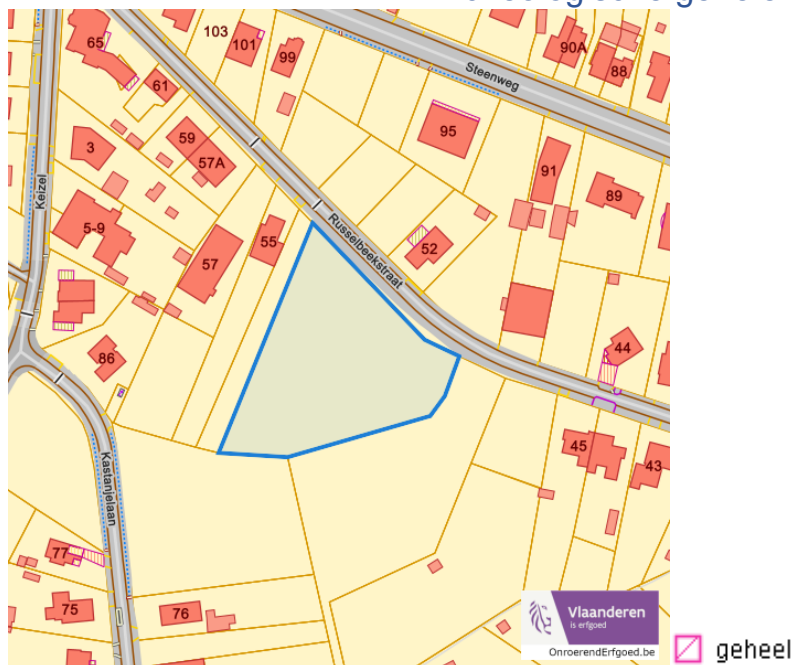 65
103
101
99
90A
88
Steenweg
61
95
59
3
57A
91
89
Keizel
5-9
55
Russelbeekstraat
52
57
86
44
45
43
Kastanjelaan
77
75
76
Vlaanderen
is erfgoed
OnroerendErfgoed.be
geheel